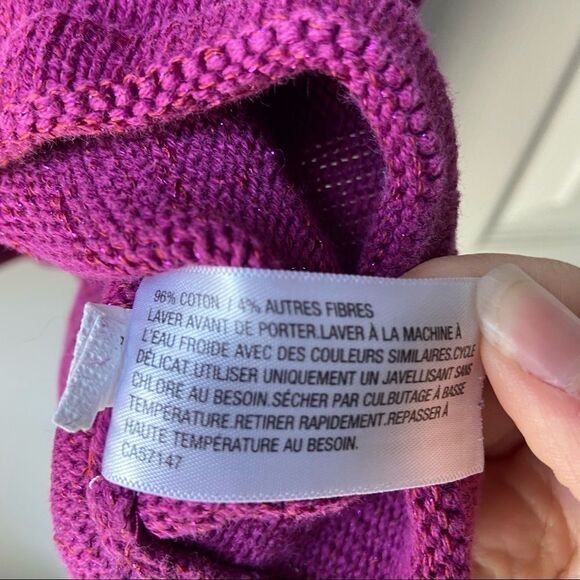 96% COTON / 4% AUTRES FIBRES
LAVER AVANT DE PORTER.LAVER À LA MACHINE À
L'EAU FROIDE AVEC DES COULEURS SIMILAIRES.CYCLE
DÉLICAT UTILISER UNIQUEMENT UN JAVELLISANT SANS
CHLORE AU BESOIN.SÉCHER PAR CULBUTAGE À BASSE
TEMPÉRATURE.RETIRER RAPIDEMENT.REPASSER À
HAUTE TEMPÉRATURE AU BESOIN.
CA57147